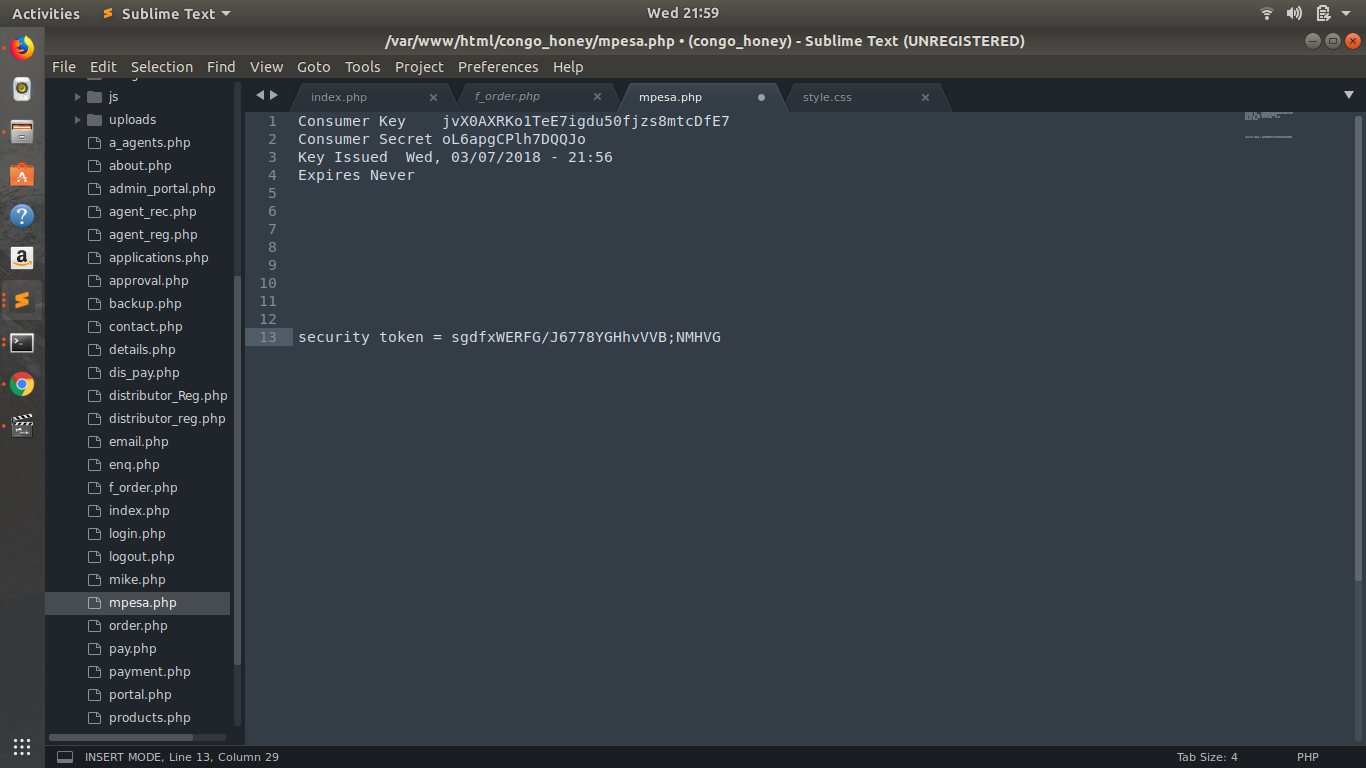 Activities
Sublime Text
Wed 21:59
/var/www/html/congo_honey/mpesa.php • (congo_honey) - Sublime Text (UNREGISTERED)
File Edit Selection Find View Goto Tools Project Preferences Help
js
uploads
a_agents.php
about.php
admin_portal.php
agent_rec.php
agent_reg.php
applications.php
approval.php
backup.php
contact.php
details.php
dis_pay.php
distributor_Reg.php
distributor_reg.php
email.php
enq.php
f_order.php
index.php
login.php
logout.php
mike.php
mpesa.php
order.php
pay.php
payment.php
portal.php
products.php
index.php
f_order.php
mpesa.php
style.css
1 Consumer Key    jvX0AXRKo1TeE7igdu50fjzs8mtcDfE7
2 Consumer Secret oL6apgCPlh7DQQJo
3 Key Issued  Wed, 03/07/2018 - 21:56
4 Expires Never
5
6
7
8
9
10
11
12
13 security token = sgdfxWERFG/J6778YGHhvVVB;NMHVG
INSERT MODE, Line 13, Column 29
Tab Size: 4
PHP